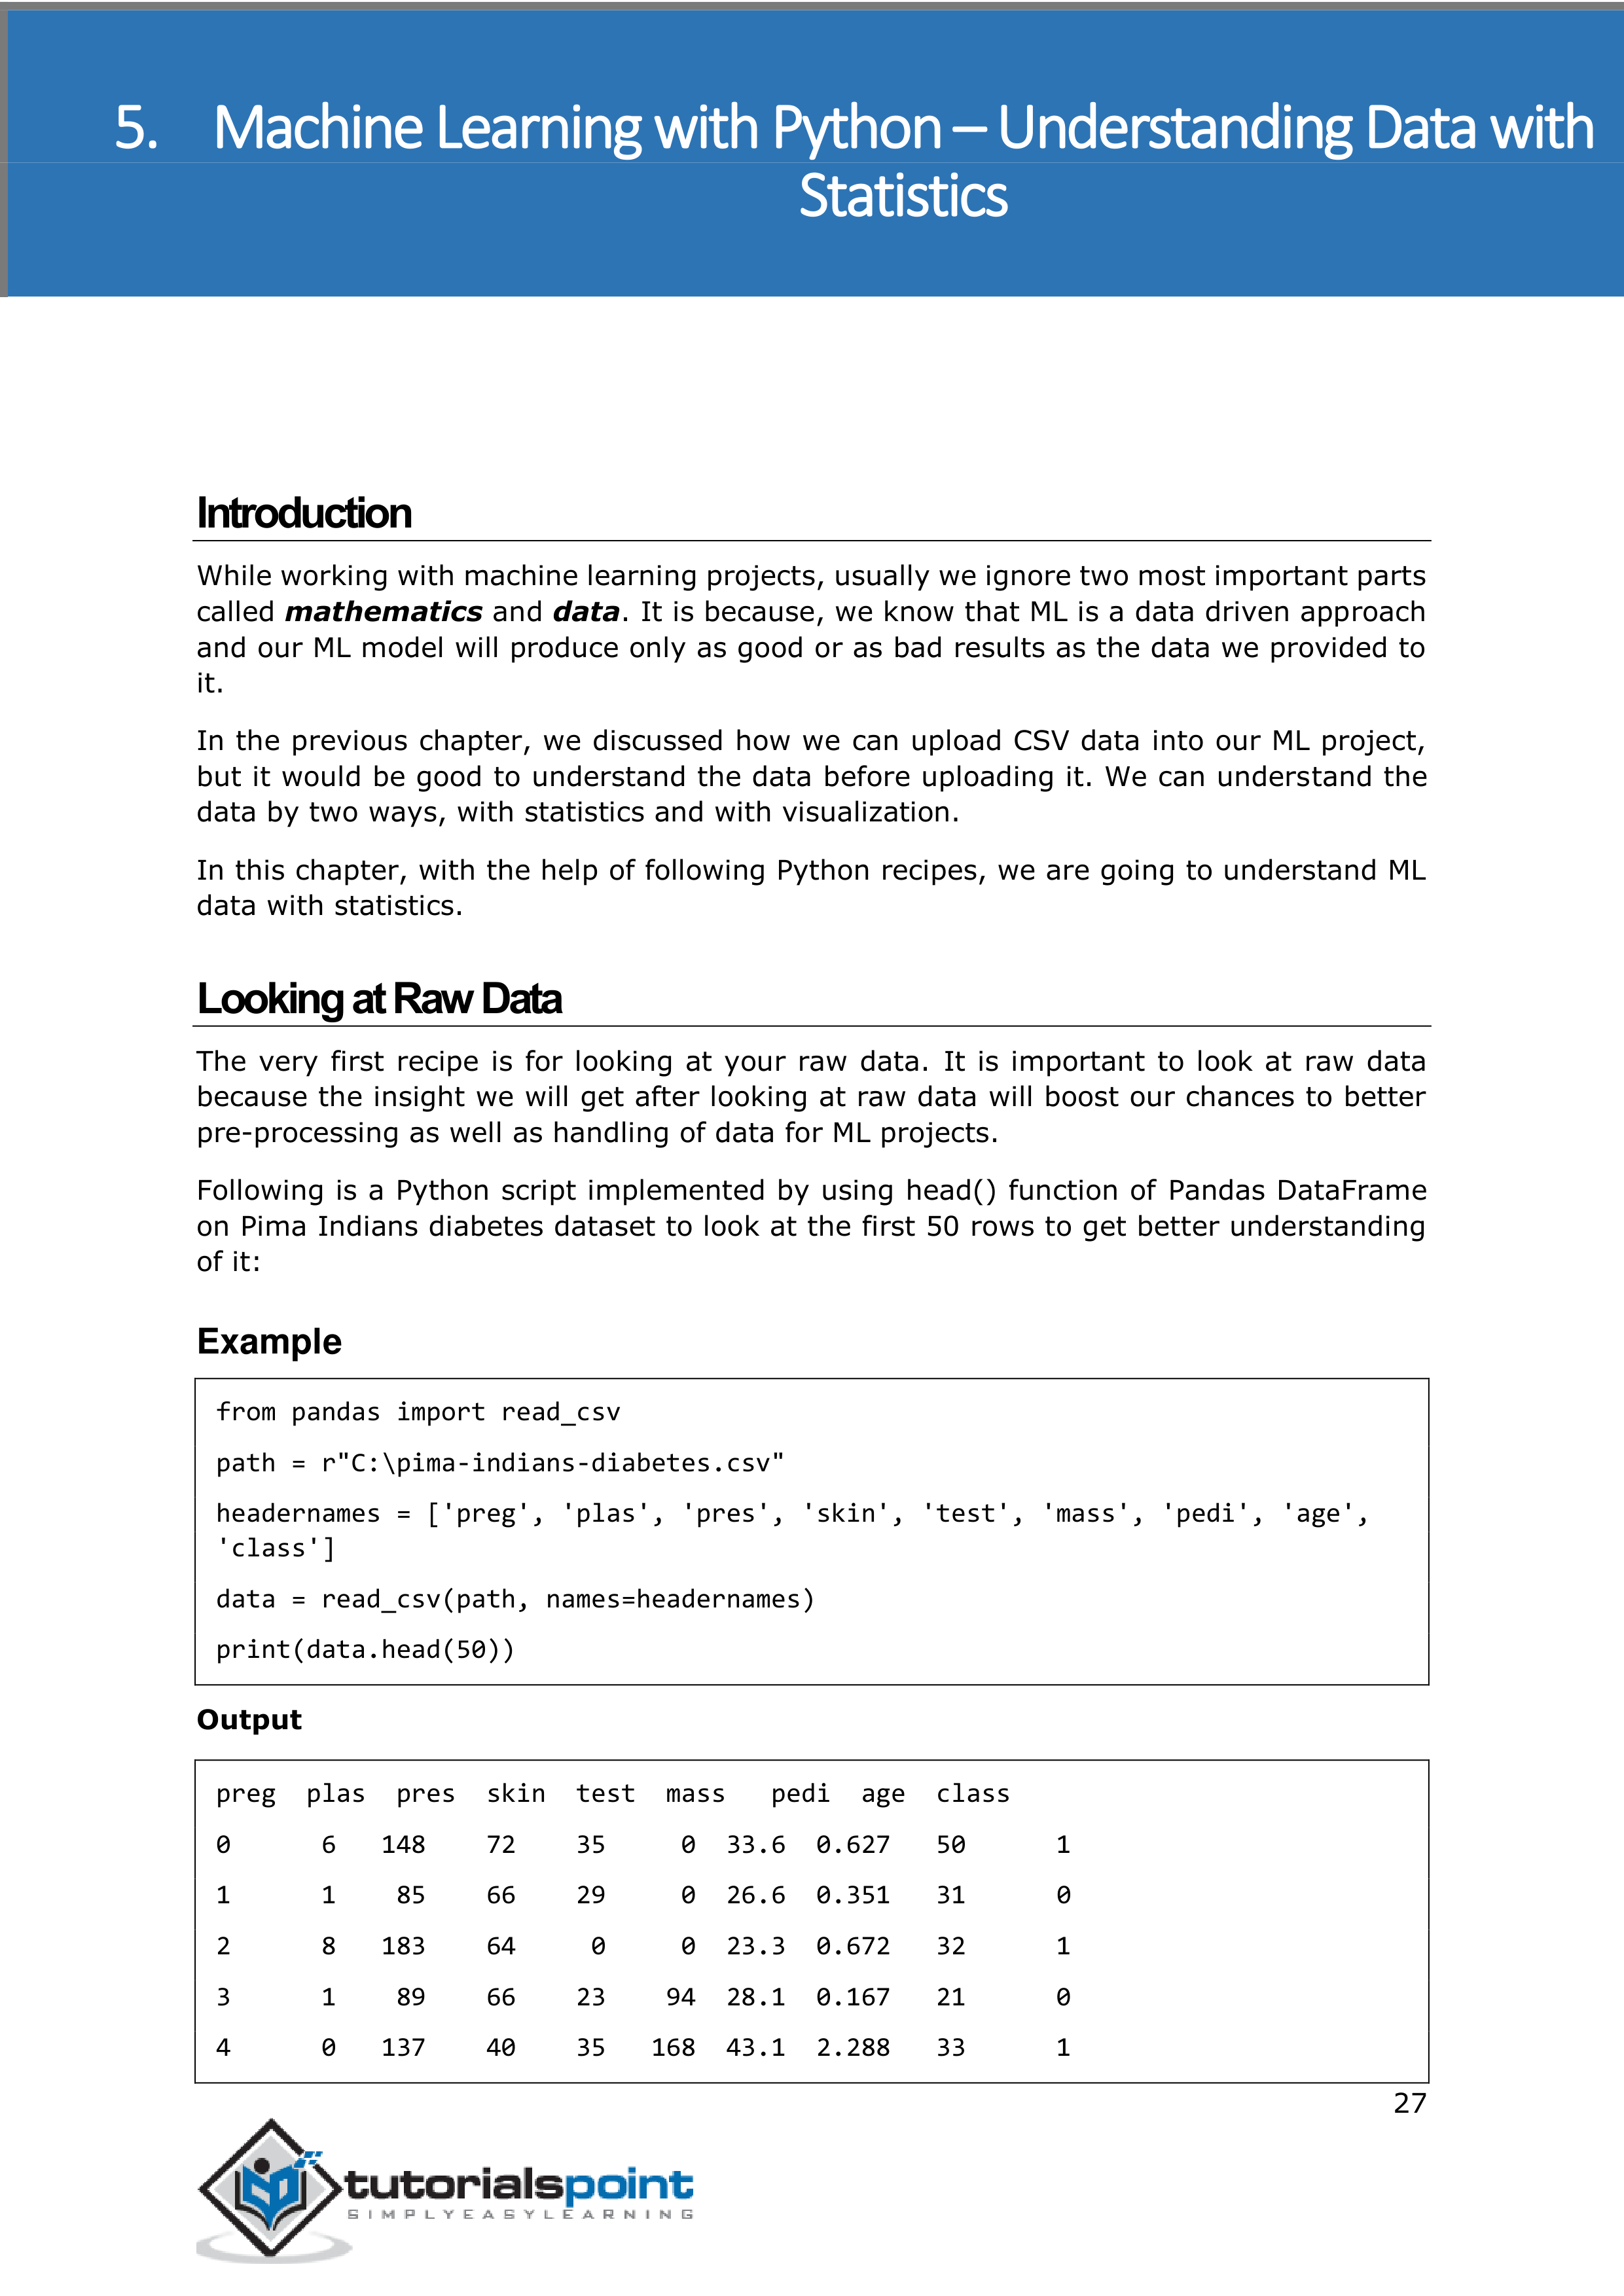 5. Machine Learning with Python – Understanding Data with
Statistics
Introduction
While working with machine learning projects, usually we ignore two most important parts
called mathematics and data. It is because, we know that ML is a data driven approach
and our ML model will produce only as good or as bad results as the data we provided to
it.
In the previous chapter, we discussed how we can upload CSV data into our ML project,
but it would be good to understand the data before uploading it. We can understand the
data by two ways, with statistics and with visualization.
In this chapter, with the help of following Python recipes, we are going to understand ML
data with statistics.
Looking at Raw Data
The very first recipe is for looking at your raw data. It is important to look at raw data
because the insight we will get after looking at raw data will boost our chances to better
pre-processing as well as handling of data for ML projects.
Following is a Python script implemented by using head() function of Pandas DataFrame
on Pima Indians diabetes dataset to look at the first 50 rows to get better understanding
of it:
Example
from pandas import read_csv
path = r"C:\pima-indians-diabetes.csv"
headernames = ['preg', 'plas', 'pres', 'skin', 'test', 'mass', 'pedi', 'age',
'class']
data = read_csv(path, names=headernames)
print(data.head(50))
Output
preg  plas  pres  skin  test  mass   pedi  age  class
0      6   148    72    35     0  33.6  0.627   50      1
1      1    85    66    29     0  26.6  0.351   31      0
2      8   183    64     0     0  23.3  0.672   32      1
3      1    89    66    23    94  28.1  0.167   21      0
4      0   137    40    35   168  43.1  2.288   33      1
27
tutorialspoint
SIMPLYEASYLEARNING